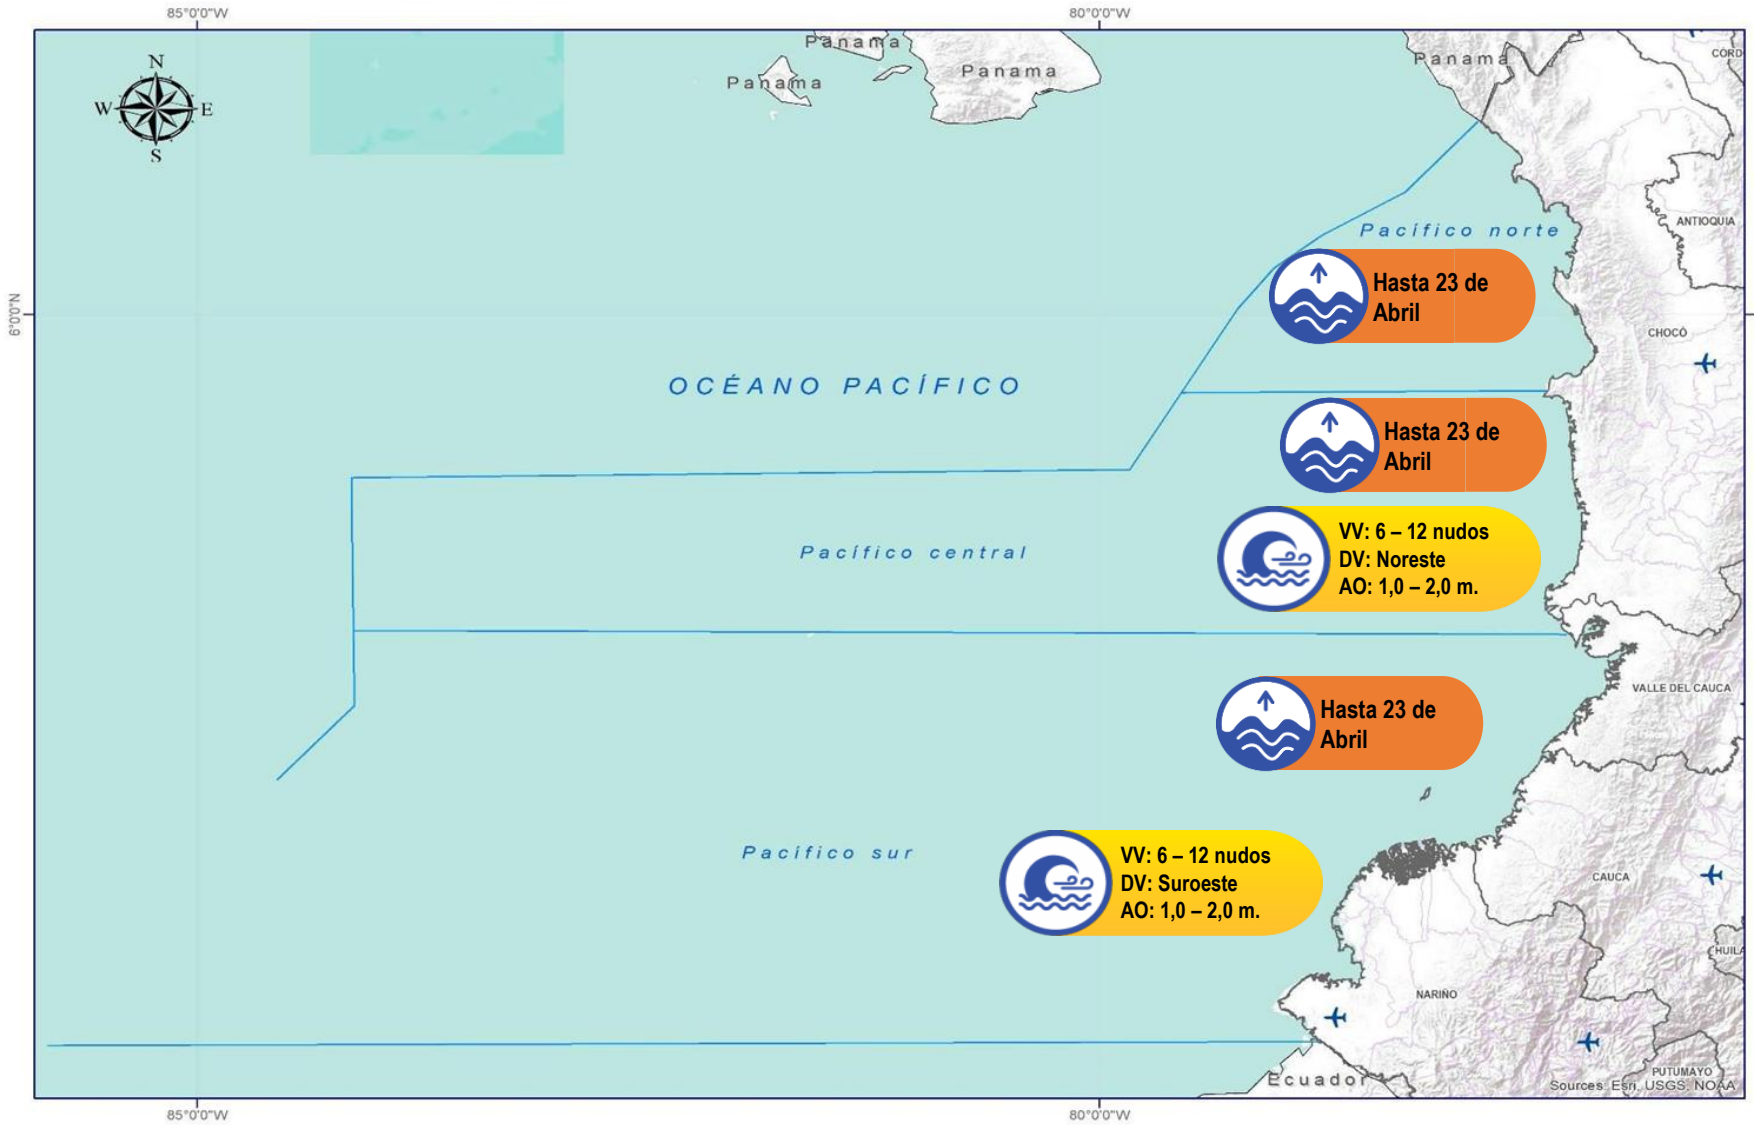 85°0'0"W
80°0'0"W
N
W
E
S
Panama
Panama
Panama
Panama
CORD
ANTIOQUIA
Pacífico norte
Hasta 23 de
Abril
6°0'0"N
CHOCÓ
OCÉANO PACÍFICO
Hasta 23 de
Abril
VV: 6 – 12 nudos
DV: Noreste
AO: 1,0 – 2,0 m.
Pacífico central
VALLE DEL CAUCA
Hasta 23 de
Abril
Pacífico sur
VV: 6 – 12 nudos
DV: Suroeste
AO: 1,0 – 2,0 m.
CAUCA
HUILA
NARIÑO
PUTUMAYO
Ecuador
Sources: Esri, USGS, NOAA
85°0'0"W
80°0'0"W